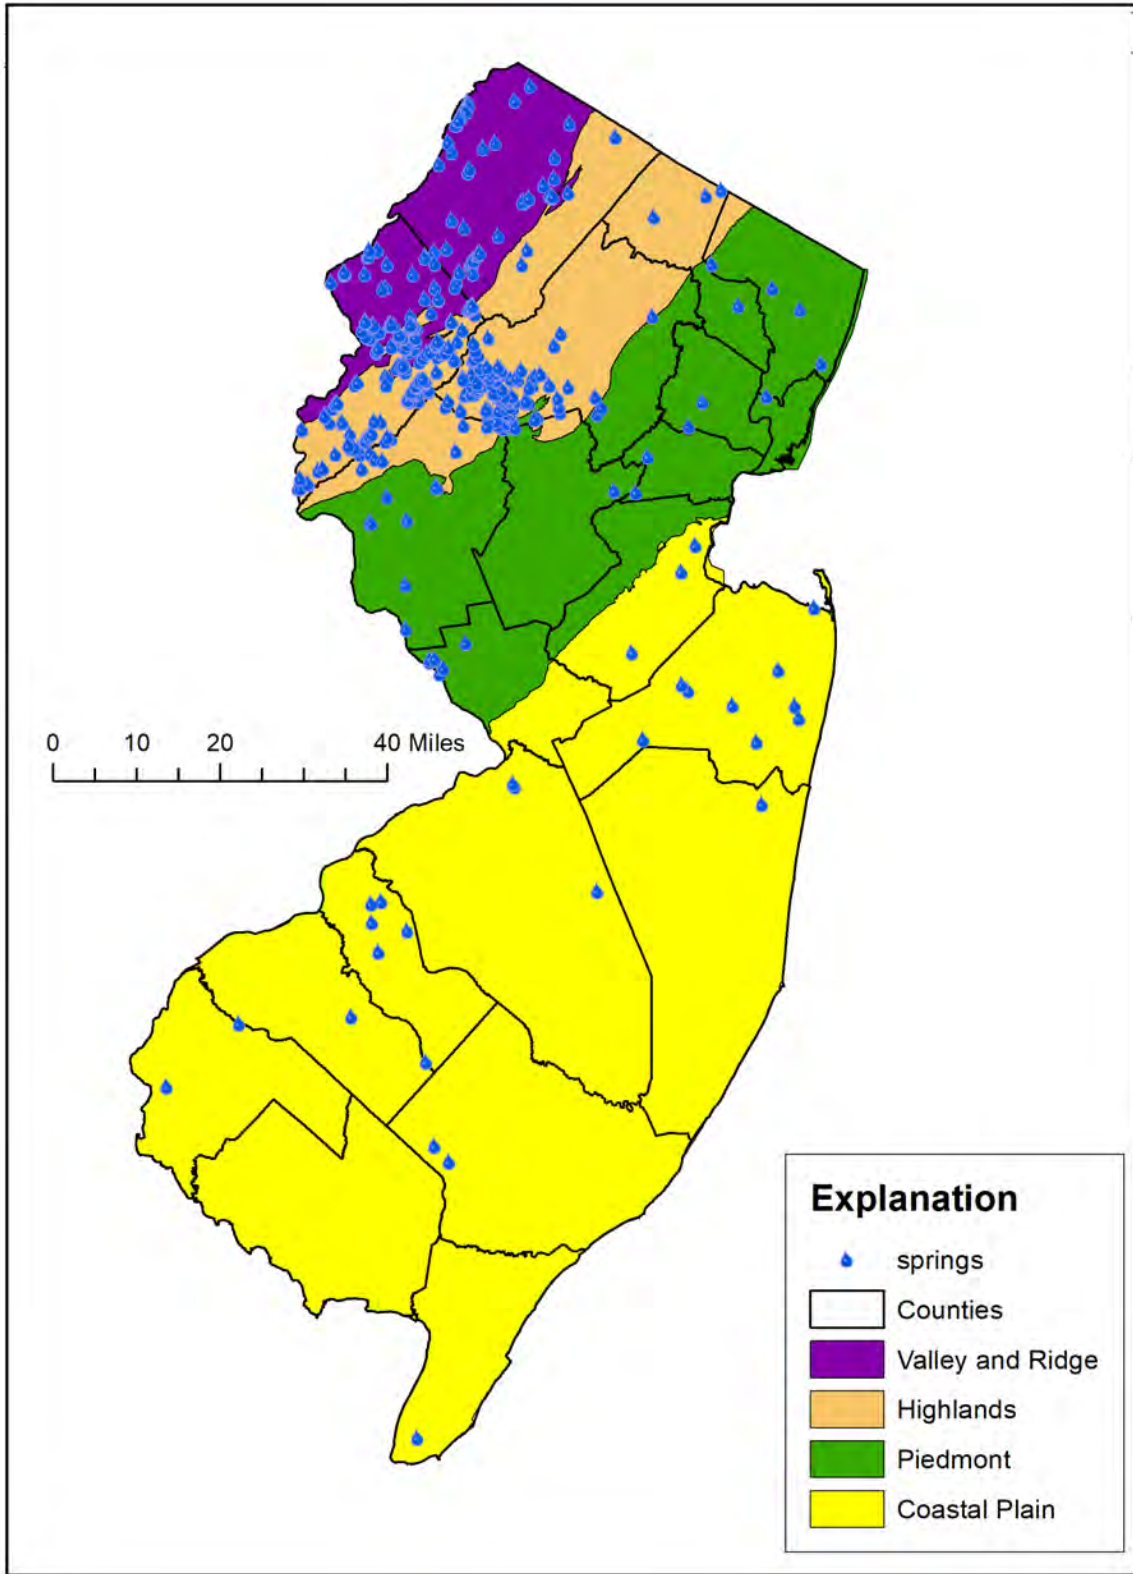 0 10 20 40 Miles
Explanation
springs
Counties
Valley and Ridge
Highlands
Piedmont
Coastal Plain